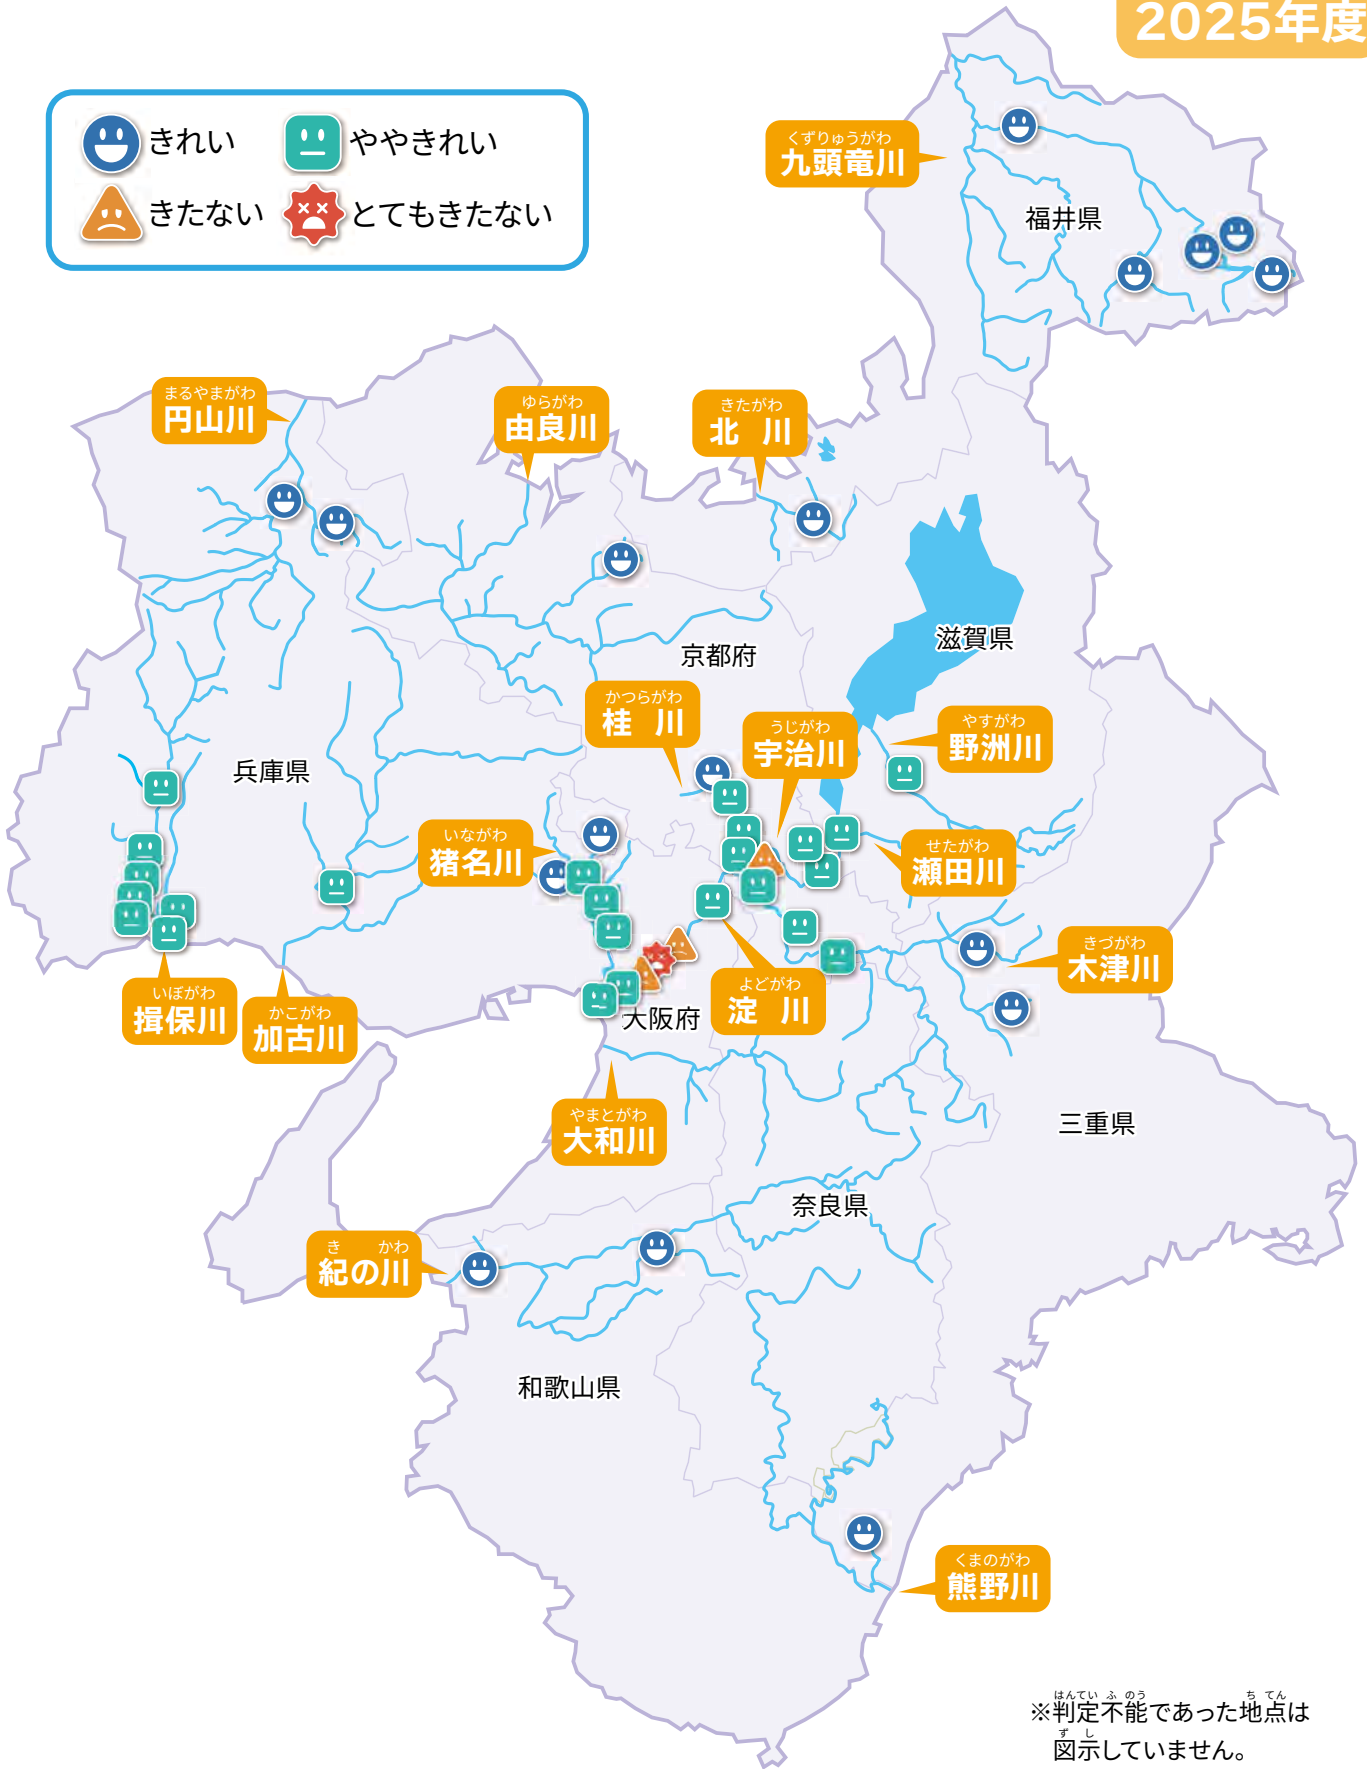 2025年度
きれい
ややきれい
きたない
とてもきたない
くずりゅうがわ
九頭竜川
福井県
まるやまがわ
円山川
ゆらがわ
由良川
きたがわ
北 川
滋賀県
京都府
かつらがわ
桂 川
うじがわ
宇治川
やすがわ
野洲川
兵庫県
いながわ
猪名川
せたがわ
瀬田川
きづがわ
木津川
いぼがわ
揖保川
かこがわ
加古川
よどがわ
淀 川
大阪府
やまとがわ
大和川
三重県
奈良県
き かわ
紀の川
和歌山県
くまのがわ
熊野川
はんてい ふ のう ち てん
※判定不能であった地点は
ず し
図示していません。